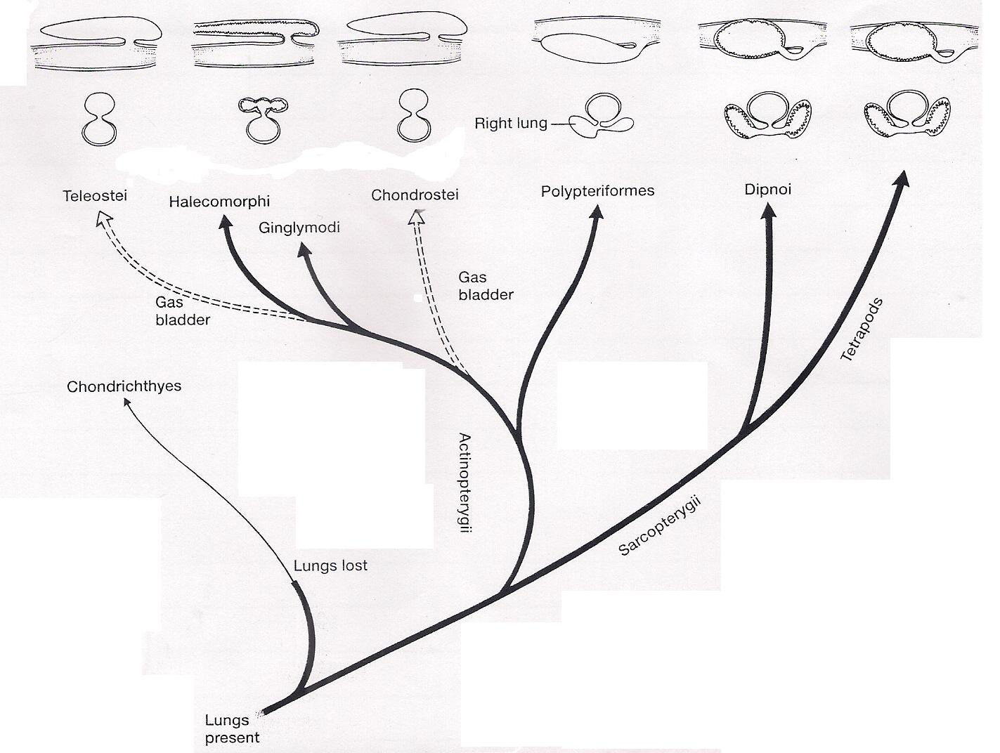 Right lung
Teleostei
Halecomorphi
Ginglymodi
Chondrostei
Polypteriformes
Dipnoi
Gas
bladder
Gas
bladder
Tetrapods
Chondrichthyes
Actinopterygii
Sarcopterygii
Lungs lost
Lungs
present